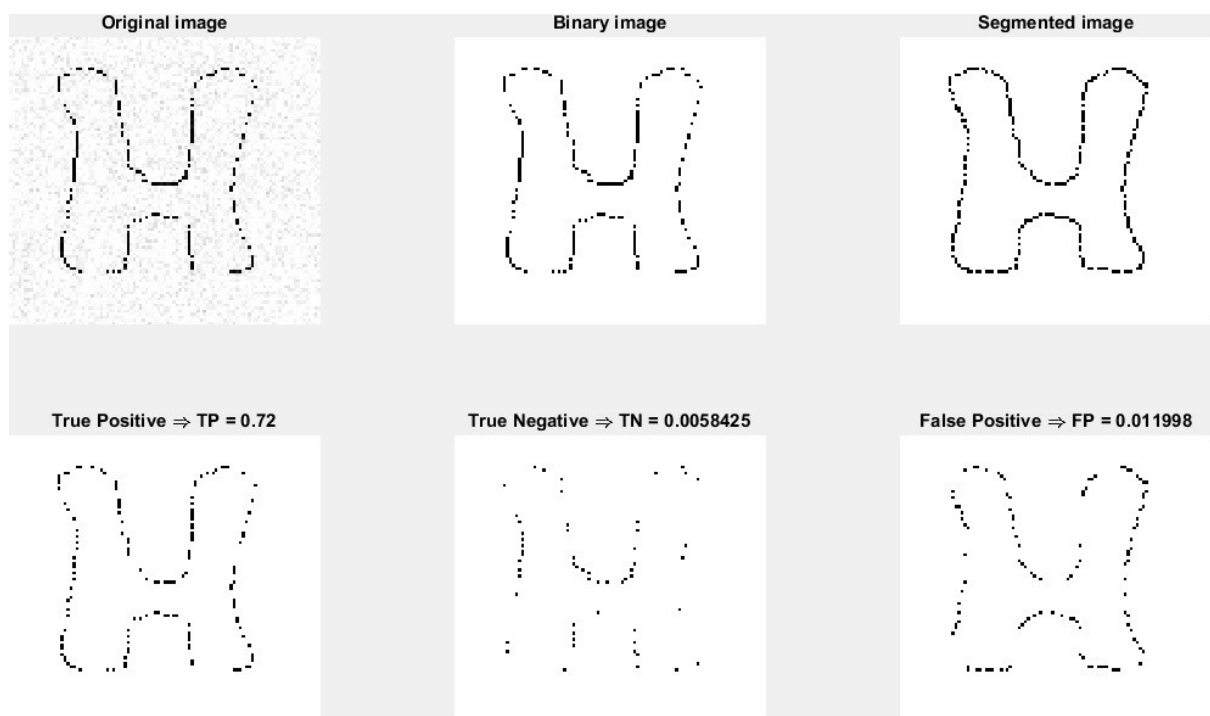 Original image
Binary image
Segmented image
True Positive ⇒ TP = 0.72
True Negative ⇒ TN = 0.0058425
False Positive ⇒ FP = 0.011998